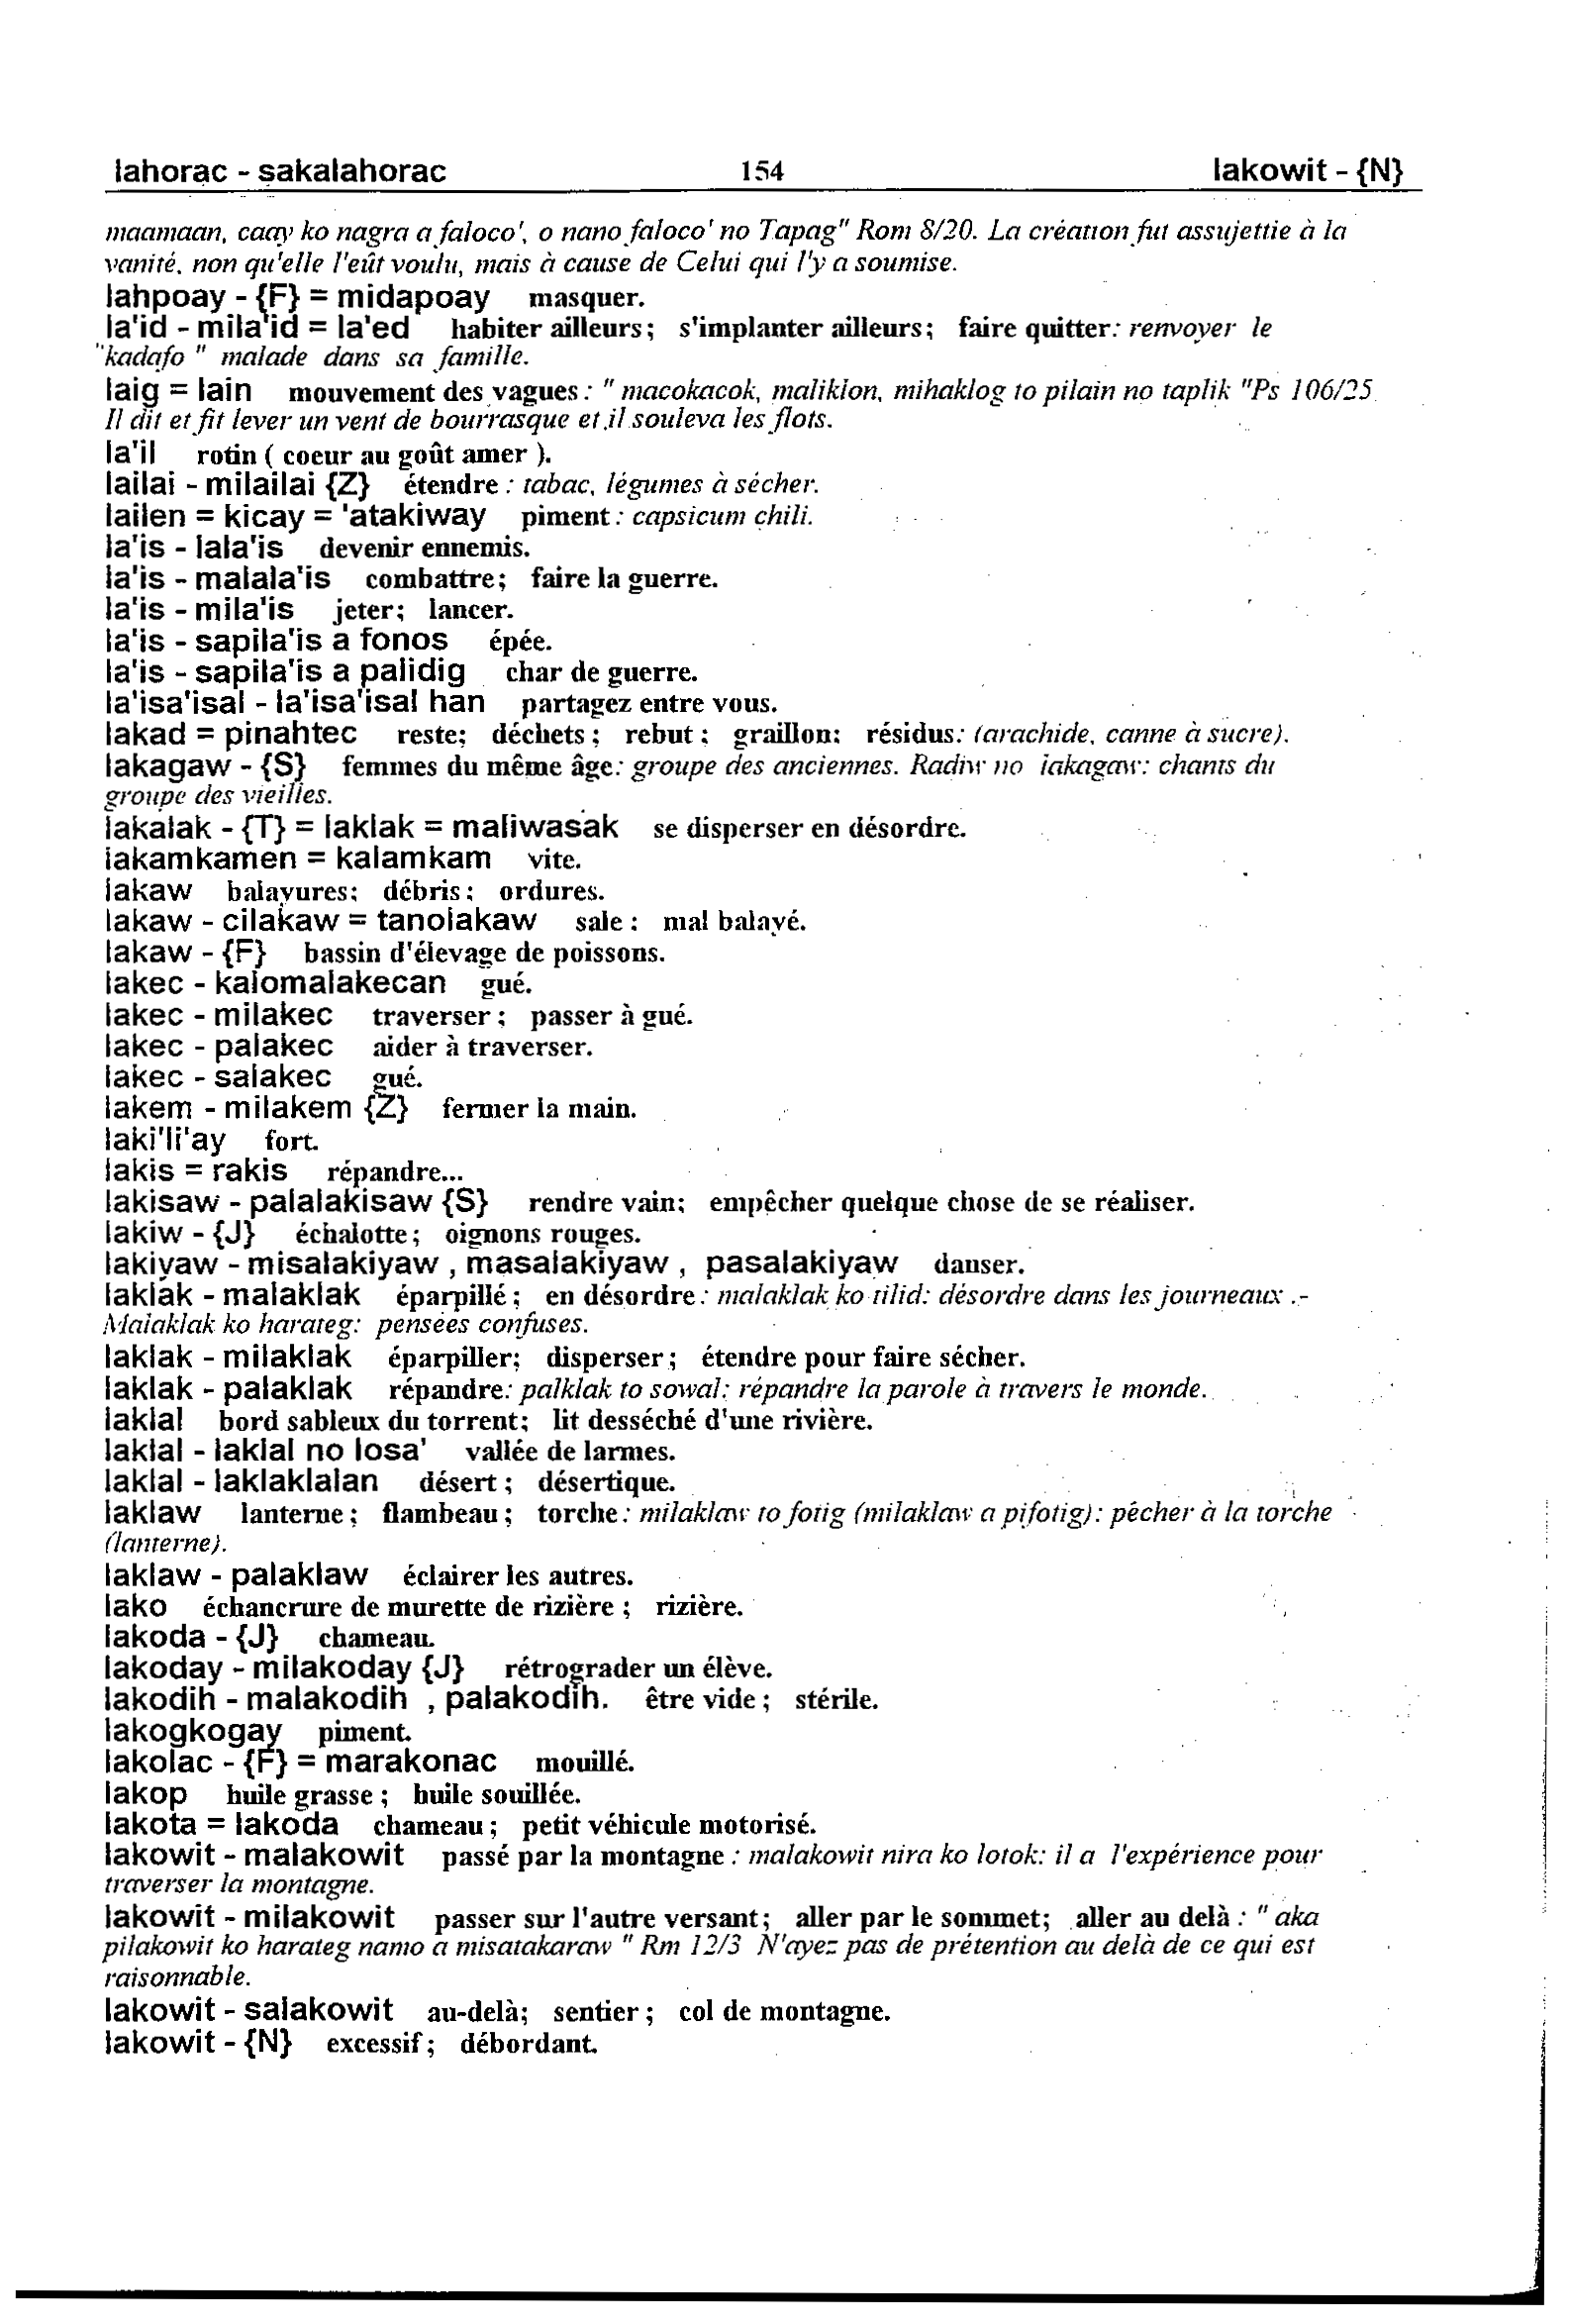 lahorac - sakalahorac 154 lakowit - {N}
maamaan, caay ko nagra a faloco', o nano faloco' no Tapag" Rom 8/20. La création fut assujettie à la
vanité. non qu'elle l'eût voulu, mais à cause de Celui qui l'y a soumise.
lahpoay - {F} = midapoay masquer.
la'id - mila'id = la'ed habiter ailleurs; s'implanter ailleurs; faire quitter: renvoyer le
"kadafo " malade dans sa famille.
laig = lain mouvement des vagues : " macokacok, maliklon, mihaklog to pilain no taplik "Ps 106/25
Il dit et fit lever un vent de bourrasque et il souleva les flots.
la'il rotin ( coeur au goût amer ).
lailai - milailai {Z} étendre : tabac, légumes à sécher.
lailen = kicay = 'atakiway piment : capsicum chili.
la'is - lala'is devenir ennemis.
la'is - malala'is combattre; faire la guerre.
la'is - mila'is jeter; lancer.
la'is - sapila'is a fonos épée.
la'is - sapila'is a palidig char de guerre.
la'isa'isal - la'isa'isal han partagez entre vous.
lakad = pinahtec reste; déchets ; rebut ; graillon; résidus: (arachide, canne à sucre).
lakagaw - {S} femmes du même âge: groupe des anciennes. Radiw no lakagaw: chants du
groupe des vieilles.
lakalak - {T} = laklak = maliwasak se disperser en désordre.
lakamkamen = kalamkam vite.
lakaw balayures; débris; ordures.
lakaw - cilakaw = tanolakaw sale : mal balayé.
lakaw - {F} bassin d'élevage de poissons.
lakec - kalomalakecan gué.
lakec - milakec traverser ; passer à gué.
lakec - palakec aider à traverser.
lakec - salakec gué.
lakem - milakem {Z} fermer la main.
laki'li'ay fort.
lakis = rakis répandre...
lakisaw - palalakisaw {S} rendre vain; empêcher quelque chose de se réaliser.
lakiw - {J} échalotte ; oignons rouges.
lakiyaw - misalakiyaw , masalakiyaw , pasalakiyaw danser.
laklak - malaklak éparpillé ; en désordre : malaklak ko tilid: désordre dans les journeaux .-
Malaklak ko harateg: pensées confuses.
laklak - milaklak éparpiller; disperser ; étendre pour faire sécher.
laklak - palaklak répandre: palklak to sowal: répandre la parole à travers le monde.
laklal bord sableux du torrent; lit desséché d'une rivière.
laklal - laklal no losa' vallée de larmes.
laklal - laklaklalan désert ; désertique.
laklaw lanterne ; flambeau ; torche : milaklaw to fotig (milaklaw a pifotig): pêcher à la torche
(lanterne).
laklaw - palaklaw éclairer les autres.
lako échancrure de murette de rizière ; rizière.
lakoda - {J} chameau.
lakoday - milakoday {J} rétrograder un élève.
lakodih - malakodih , palakodih. être vide ; stérile.
lakogkogay piment.
lakolac - {F} = marakonac mouillé.
lakop huile grasse ; huile souillée.
lakota = lakoda chameau ; petit véhicule motorisé.
lakowit - malakowit passé par la montagne : malakowit nira ko lotok: il a l'expérience pour
traverser la montagne.
lakowit - milakowit passer sur l'autre versant; aller par le sommet; aller au delà : " aka
pilakowit ko harateg namo a misatakaraw " Rm 12/3 N'ayez pas de prétention au delà de ce qui est
raisonnable.
lakowit - salakowit au-delà; sentier ; col de montagne.
lakowit - {N} excessif ; débordant.